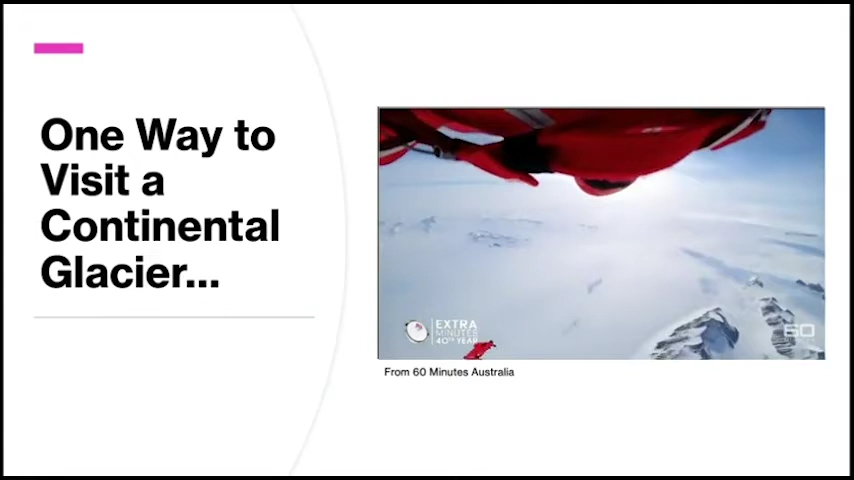 One Way to
Visit a
Continental
Glacier...
EXTRA
MINUTES
40TH YEAR
60
From 60 Minutes Australia